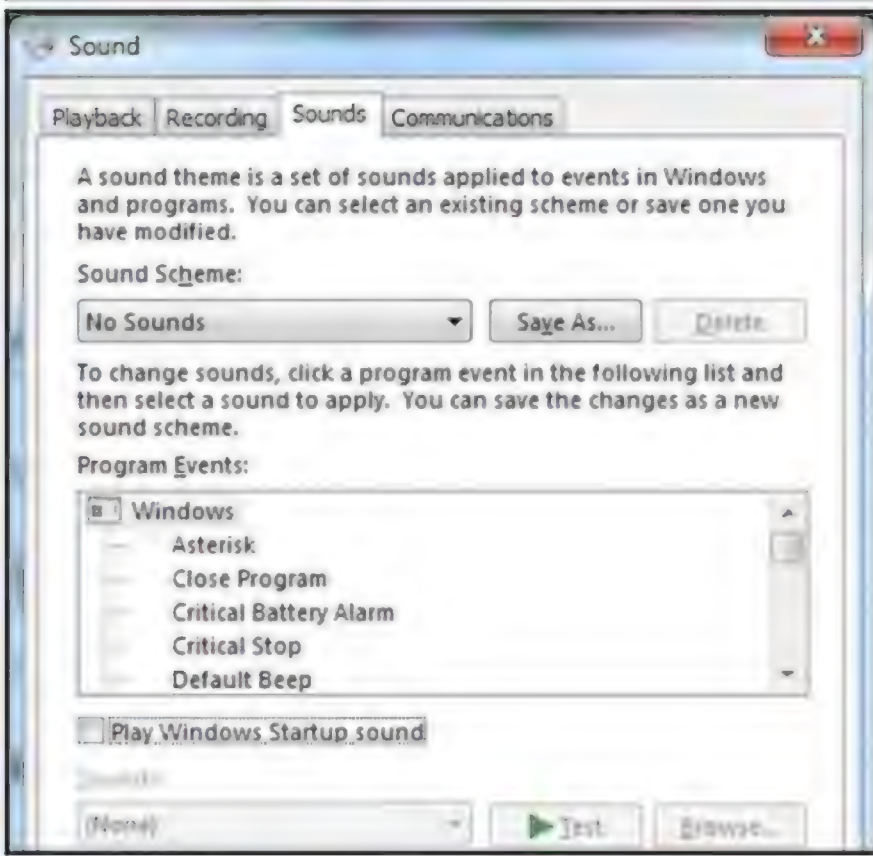 Sound
Playback Recording Sounds Communications
A sound theme is a set of sounds applied to events in Windows
and programs. You can select an existing scheme or save one you
have modified.
Sound Scheme:
No Sounds Save As... Delete
To change sounds, click a program event in the following list and
then select a sound to apply. You can save the changes as a new
sound scheme.
Program Events:
Windows
Asterisk
Close Program
Critical Battery Alarm
Critical Stop
Default Beep
Play Windows Startup sound
Sounds:
(None) Test Browse...